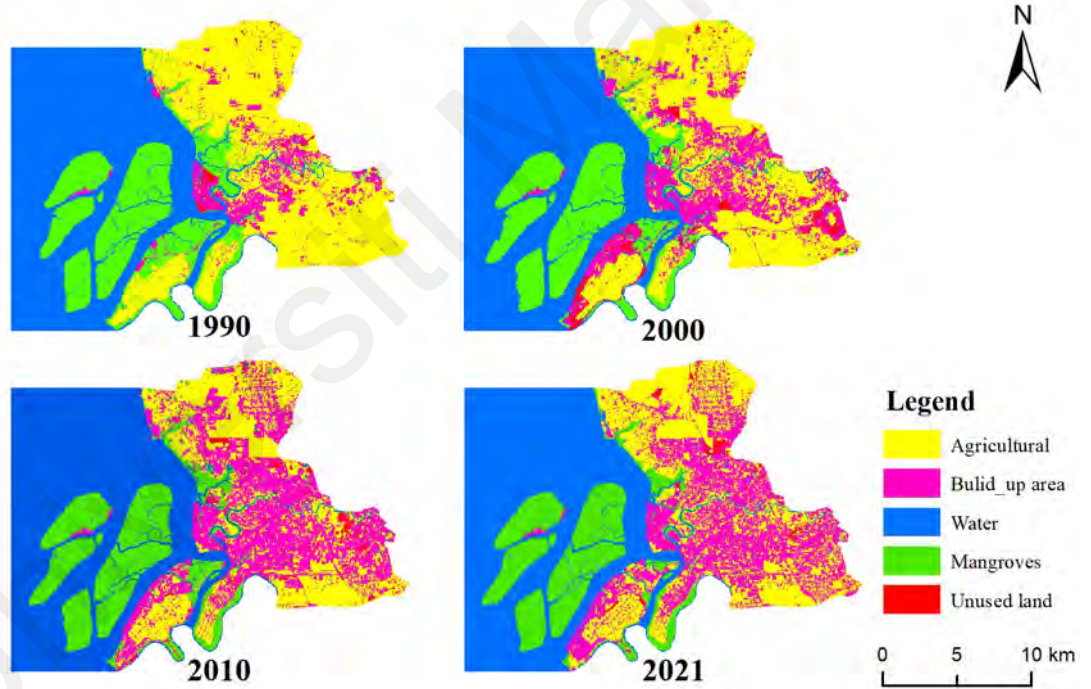 N
1990
2000
2010
2021
Legend
Agricultural
Bulid_up area
Water
Mangroves
Unused land
0 5 10 km